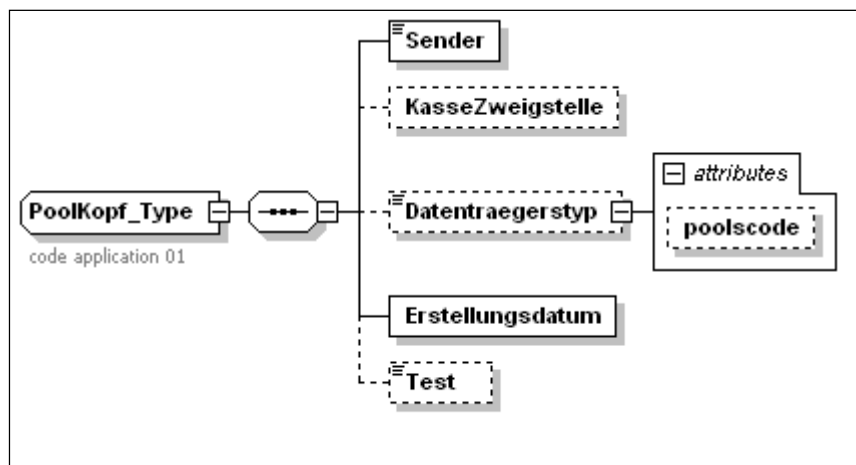 Sender
KasseZweigstelle
attributes
PoolKopf_Type
Datentraegerstyp
poolscode
code application 01
Erstellungsdatum
Test